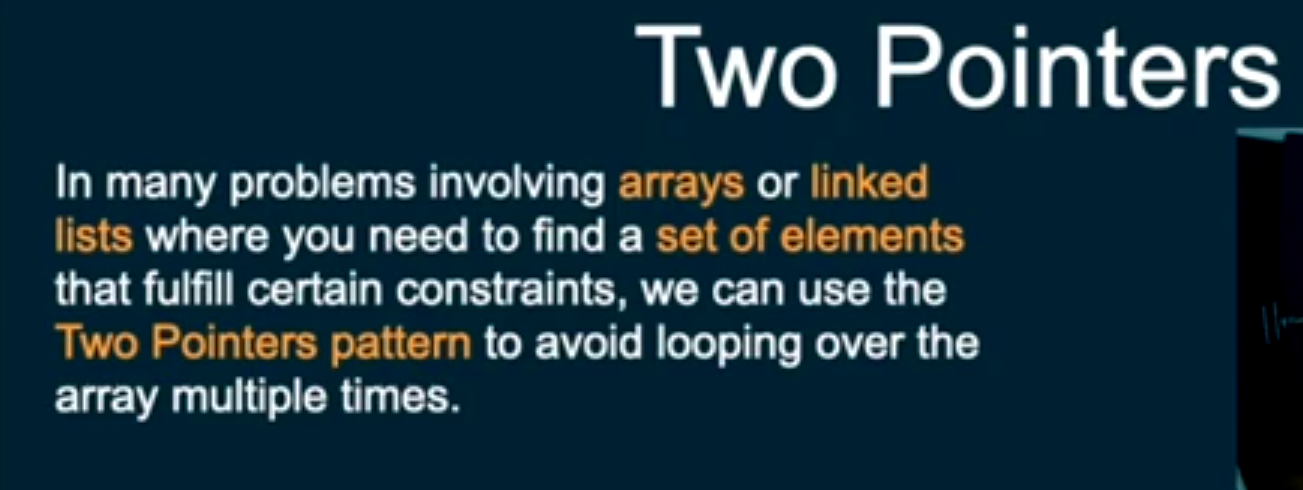 Two Pointers
In many problems involving arrays or linked
lists where you need to find a set of elements
that fulfill certain constraints, we can use the
Two Pointers pattern to avoid looping over the
array multiple times.